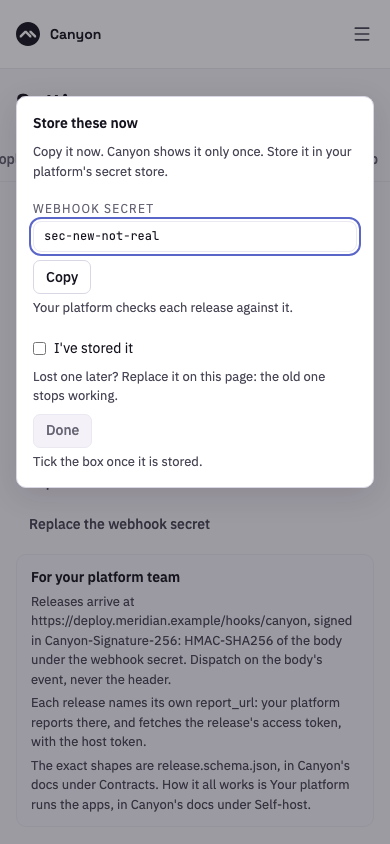 Canyon
Store these now
Copy it now. Canyon shows it only once. Store it in your
platform's secret store.
WEBHOOK SECRET
sec-new-not-real
Copy
Your platform checks each release against it.
I've stored it
Lost one later? Replace it on this page: the old one
stops working.
Done
Tick the box once it is stored.
Replace the webhook secret
For your platform team
Releases arrive at
https://deploy.meridian.example/hooks/canyon, signed
in Canyon-Signature-256: HMAC-SHA256 of the body
under the webhook secret. Dispatch on the body's
event, never the header.
Each release names its own report_url: your platform
reports there, and fetches the release's access token,
with the host token.
The exact shapes are release.schema.json, in Canyon's
docs under Contracts. How it all works is Your platform
runs the apps, in Canyon's docs under Self-host.